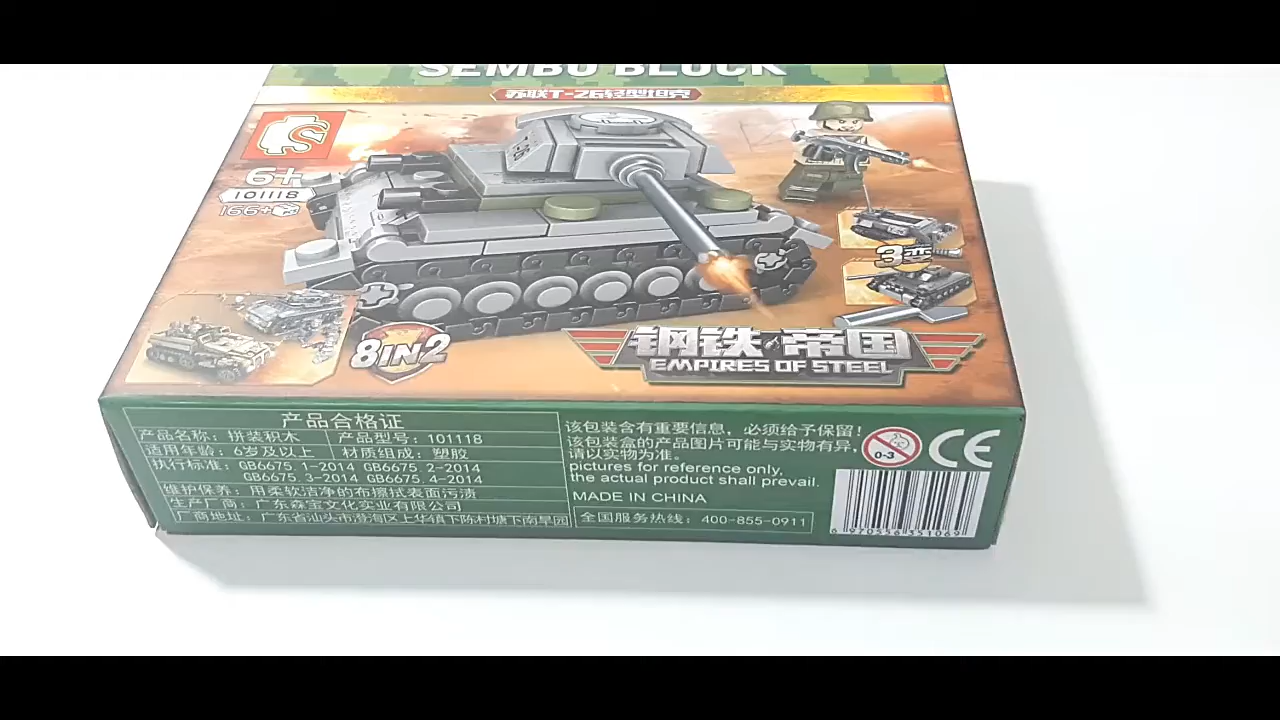 SEMBO BLOCK
苏联T-26轻型坦克
S
6+
101118
166+
3变
8IN2
钢铁帝国
EMPIRES OF STEEL
产品合格证
产品名称：拼装积木 产品型号：101118
适用年龄：6岁及以上 材质组成：塑胶
执行标准：GB6675.1-2014 GB6675.2-2014
GB6675.3-2014 GB6675.4-2014
维护保养：用柔软洁净的布擦拭表面污渍
生产厂商：广东森宝文化实业有限公司
厂商地址：广东省汕头市澄海区上华镇下陈村塘下南旱园
该包装含有重要信息，必须给予保留！
该包装盒的产品图片可能与实物有异，
请以实物为准。
pictures for reference only,
the actual product shall prevail.
MADE IN CHINA
全国服务热线：400-855-0911
0-3
CE
6 970556 351069